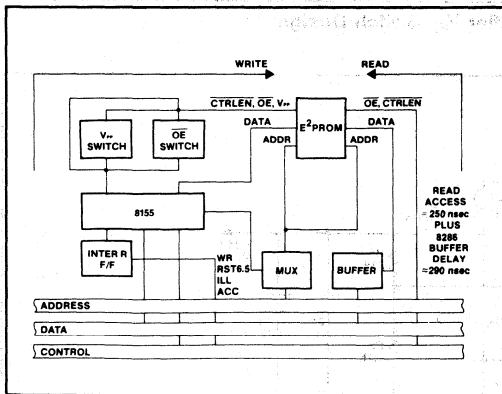 WRITE
READ
CTRLEN, OE, VPP
OE, CTRLEN
DATA
ADDR
E²PROM
DATA
ADDR
VPP
SWITCH
OE
SWITCH
8155
INTER R
F/F
WR
RST6.5
ILL
ACC
MUX
BUFFER
READ
ACCESS
≈250 nsec
PLUS
8286
BUFFER
DELAY
≈290 nsec
ADDRESS
DATA
CONTROL